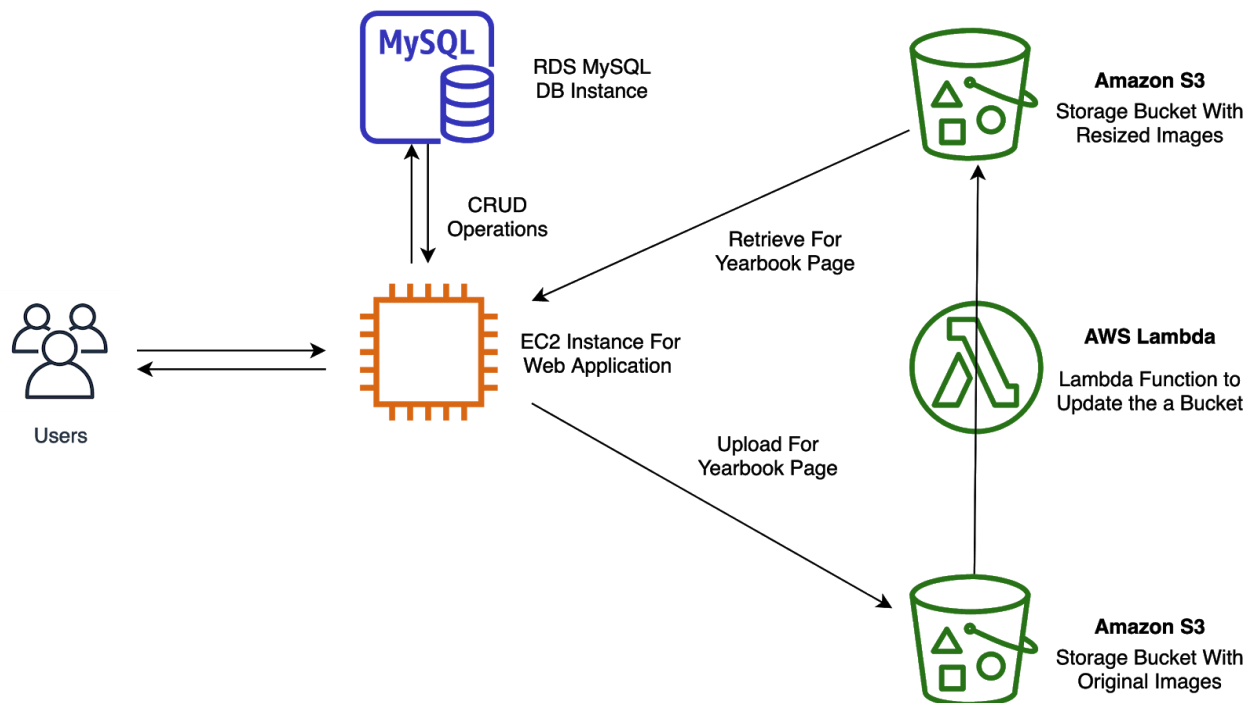 MySQL
RDS MySQL
DB Instance
Amazon S3
Storage Bucket With
Resized Images
CRUD
Operations
Retrieve For
Yearbook Page
Users
EC2 Instance For
Web Application
AWS Lambda
Lambda Function to
Update the a Bucket
Upload For
Yearbook Page
Amazon S3
Storage Bucket With
Original Images